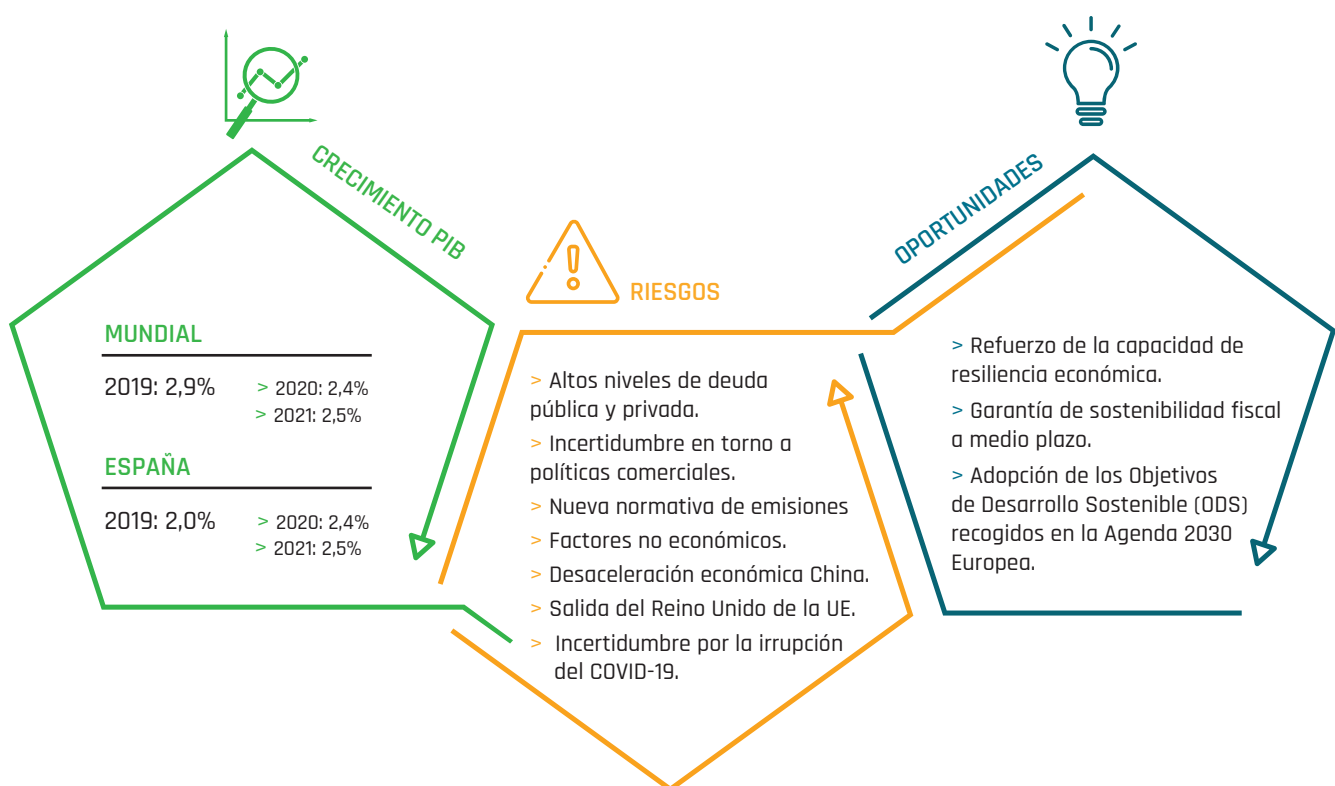 CRECIMIENTO PIB
MUNDIAL
2019: 2,9%
> 2020: 2,4%
> 2021: 2,5%
ESPAÑA
2019: 2,0%
> 2020: 2,4%
> 2021: 2,5%
RIESGOS
> Altos niveles de deuda
pública y privada.
> Incertidumbre en torno a
políticas comerciales.
> Nueva normativa de emisiones
> Factores no económicos.
> Desaceleración económica China.
> Salida del Reino Unido de la UE.
> Incertidumbre por la irrupción
del COVID-19.
OPORTUNIDADES
> Refuerzo de la capacidad de
resiliencia económica.
> Garantía de sostenibilidad fiscal
a medio plazo.
> Adopción de los Objetivos
de Desarrollo Sostenible (ODS)
recogidos en la Agenda 2030
Europea.